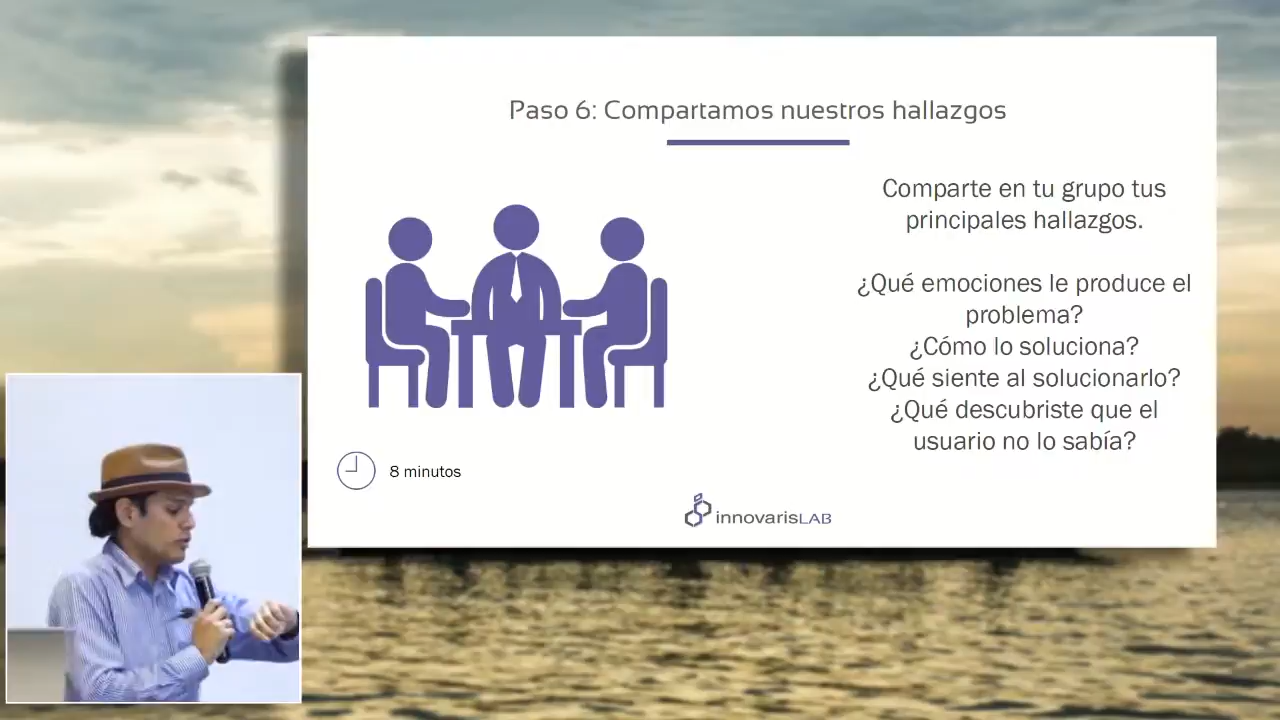 Paso 6: Compartamos nuestros hallazgos
Comparte en tu grupo tus
principales hallazgos.
¿Qué emociones le produce el
problema?
¿Cómo lo soluciona?
¿Qué siente al solucionarlo?
¿Qué descubriste que el
usuario no lo sabía?
8 minutos
innovarisLAB